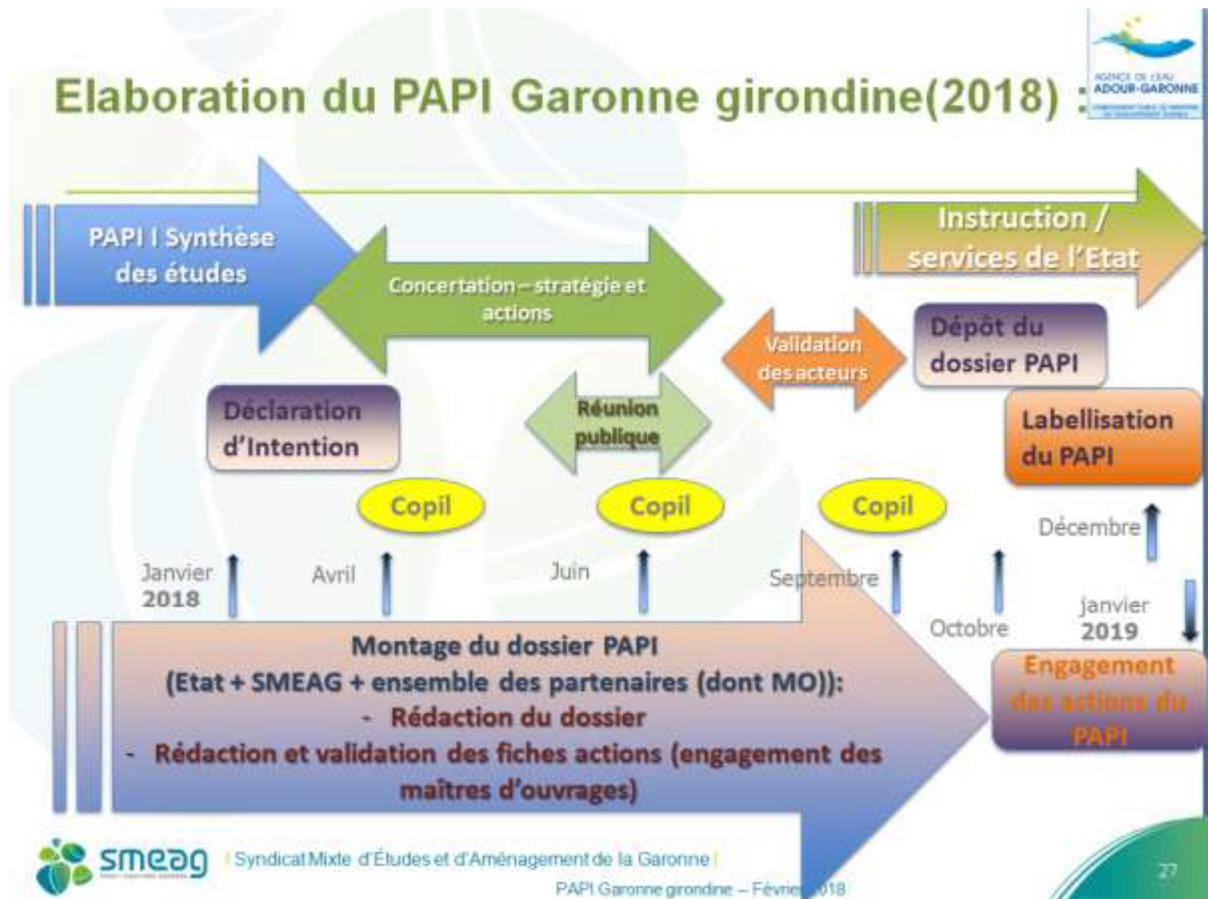 Elaboration du PAPI Garonne girondine(2018) :
AGENCE DE L'EAU
ADOUR-GARONNE
PAPI I Synthèse
des études
Concertation – stratégie et
actions
Instruction /
services de l'Etat
Validation
des acteurs
Dépôt du
dossier PAPI
Déclaration
d'Intention
Réunion
publique
Labellisation
du PAPI
Copil
Copil
Copil
Janvier
2018
Avril
Juin
Septembre
Octobre
Décembre
janvier
2019
Montage du dossier PAPI
(Etat + SMEAG + ensemble des partenaires (dont MO)):
- Rédaction du dossier
- Rédaction et validation des fiches actions (engagement des
maîtres d'ouvrages)
Engagement
des actions du
PAPI
smeag
| Syndicat Mixte d'Études et d'Aménagement de la Garonne |
PAPI Garonne girondine – Février 2018
27